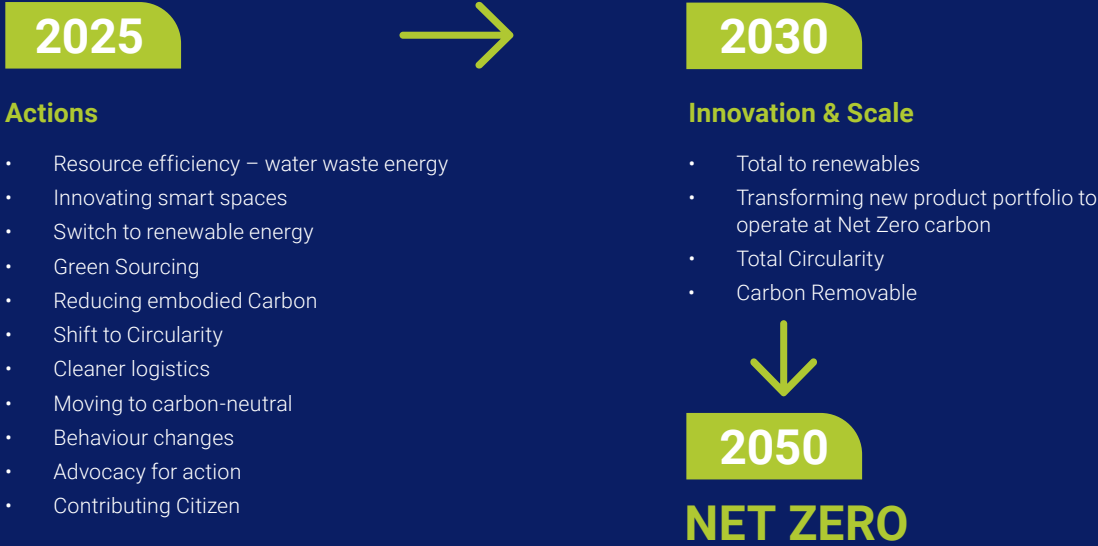 2025
Actions
• Resource efficiency – water waste energy
• Innovating smart spaces
• Switch to renewable energy
• Green Sourcing
• Reducing embodied Carbon
• Shift to Circularity
• Cleaner logistics
• Moving to carbon-neutral
• Behaviour changes
• Advocacy for action
• Contributing Citizen
2030
Innovation & Scale
• Total to renewables
• Transforming new product portfolio to
operate at Net Zero carbon
• Total Circularity
• Carbon Removable
2050
NET ZERO